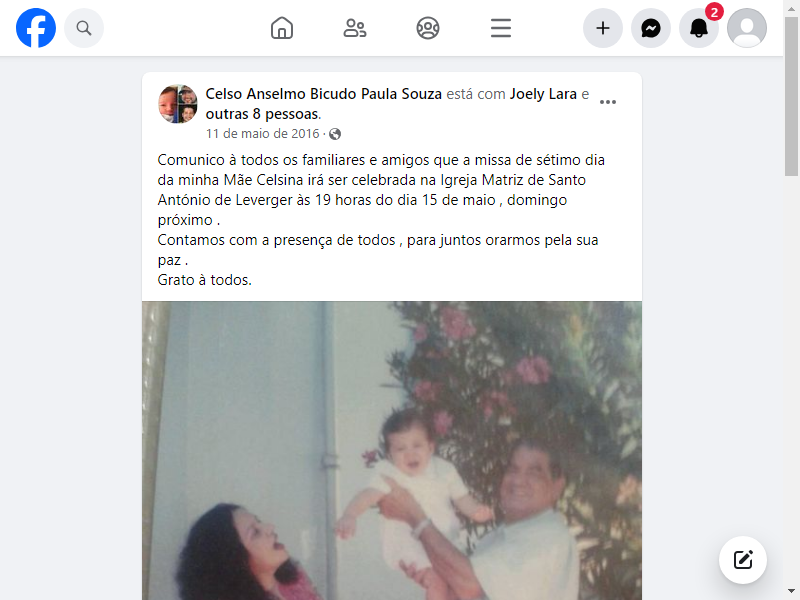 2
Celso Anselmo Bicudo Paula Souza está com Joely Lara e
outras 8 pessoas.
11 de maio de 2016 ·
Comunico à todos os familiares e amigos que a missa de sétimo dia
da minha Mãe Celsina irá ser celebrada na Igreja Matriz de Santo
António de Leverger às 19 horas do dia 15 de maio , domingo
próximo .
Contamos com a presença de todos , para juntos orarmos pela sua
paz .
Grato à todos.